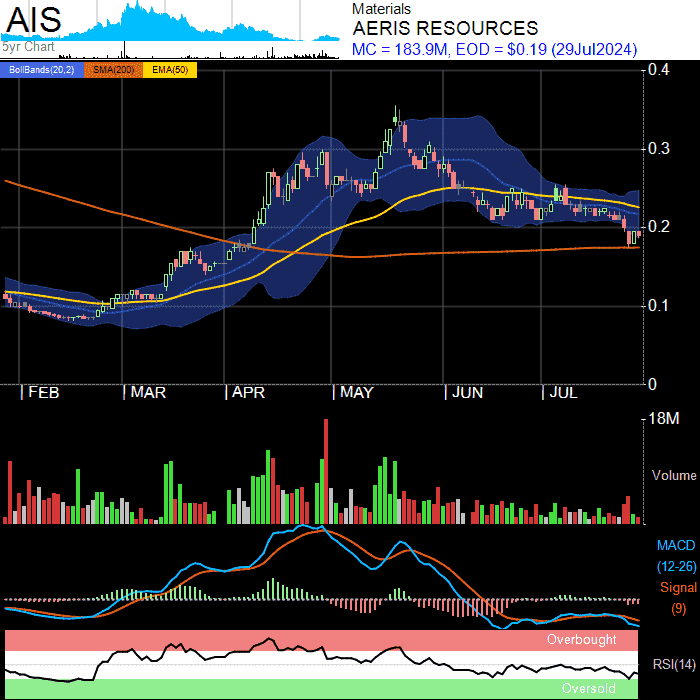 AIS
5yr Chart
Materials
AERIS RESOURCES
MC = 183.9M, EOD = $0.19 (29Jul2024)
BollBands(20,2) SMA(200) EMA(50)
0.4
0.3
0.2
0.1
0
FEB MAR APR MAY JUN JUL
18M
Volume
MACD
(12-26)
Signal
(9)
Overbought
RSI(14)
Oversold